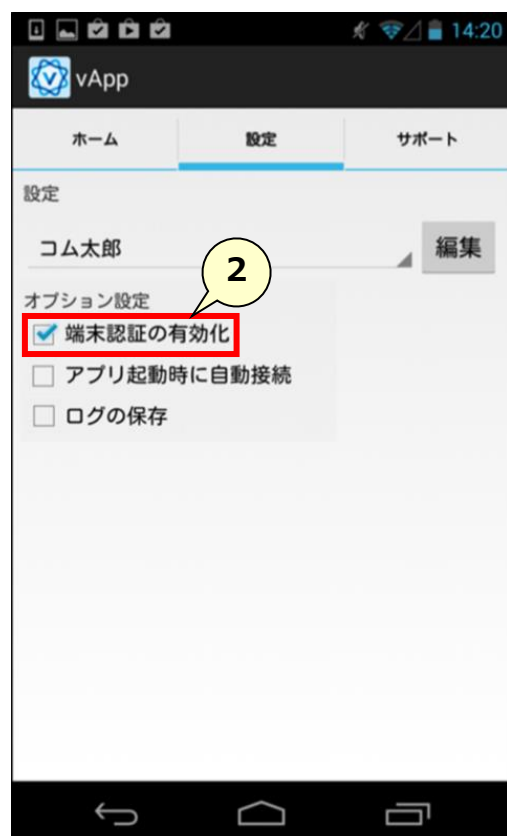 14:20
vApp
ホーム 設定 サポート
設定
コム太郎 編集
2
オプション設定
端末認証の有効化
アプリ起動時に自動接続
ログの保存